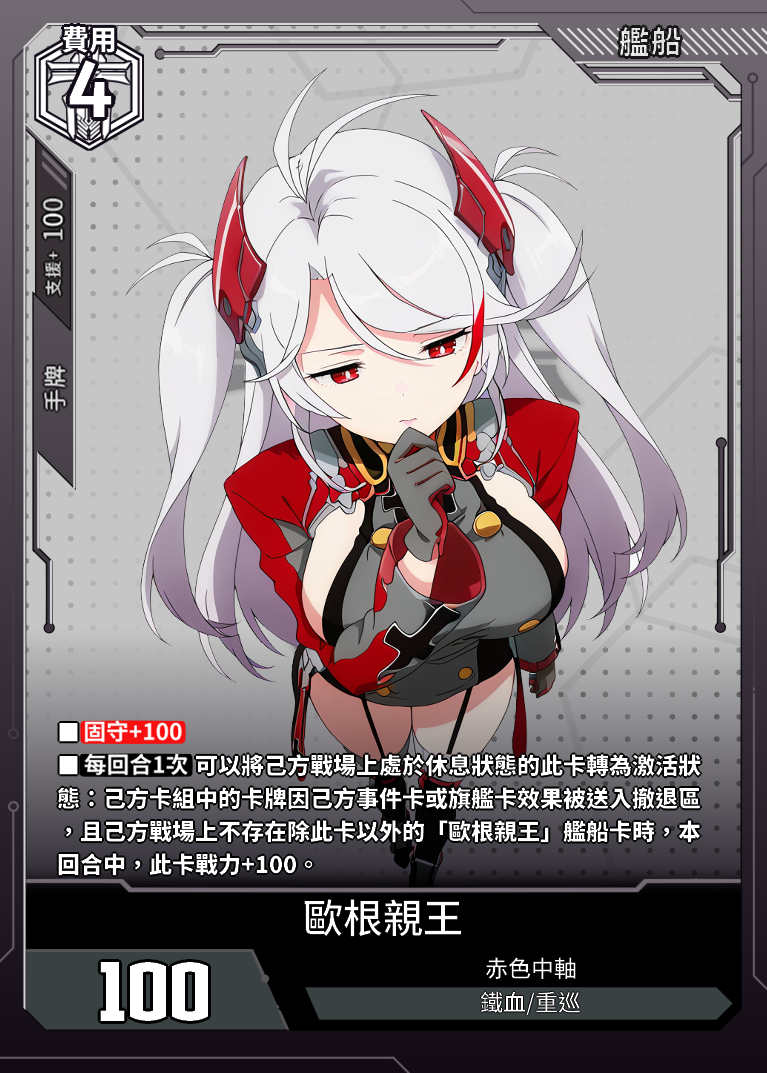 費用
艦船
4
支援+ 100
手牌
■固守+100
■每回合1次可以將己方戰場上處於休息狀態的此卡轉為激活狀
態：己方卡組中的卡牌因己方事件卡或旗艦卡效果被送入撤退區
，且己方戰場上不存在除此卡以外的「歐根親王」艦船卡時，本
回合中，此卡戰力+100。
歐根親王
100
赤色中軸
鐵血/重巡